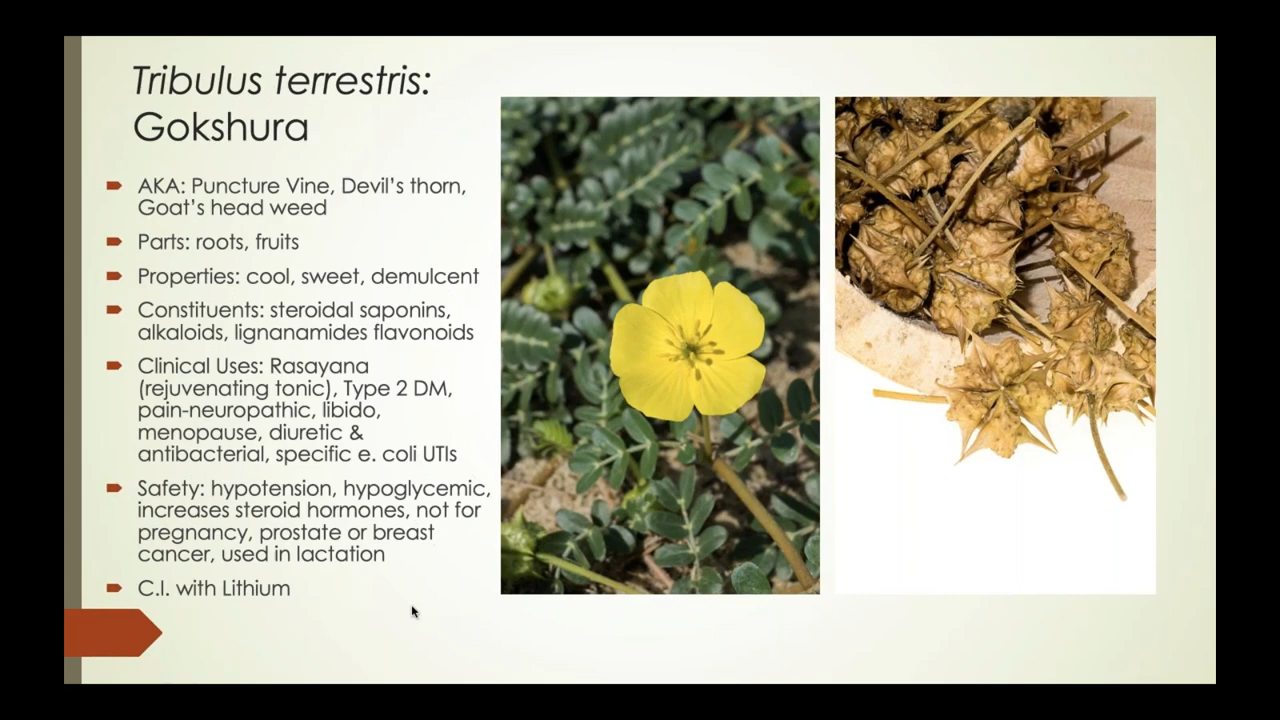 Tribulus terrestris:
Gokshura
AKA: Puncture Vine, Devil’s thorn,
Goat’s head weed
Parts: roots, fruits
Properties: cool, sweet, demulcent
Constituents: steroidal saponins,
alkaloids, lignanamides flavonoids
Clinical Uses: Rasayana
(rejuvenating tonic), Type 2 DM,
pain-neuropathic, libido,
menopause, diuretic &
antibacterial, specific e. coli UTIs
Safety: hypotension, hypoglycemic,
increases steroid hormones, not for
pregnancy, prostate or breast
cancer, used in lactation
C.I. with Lithium